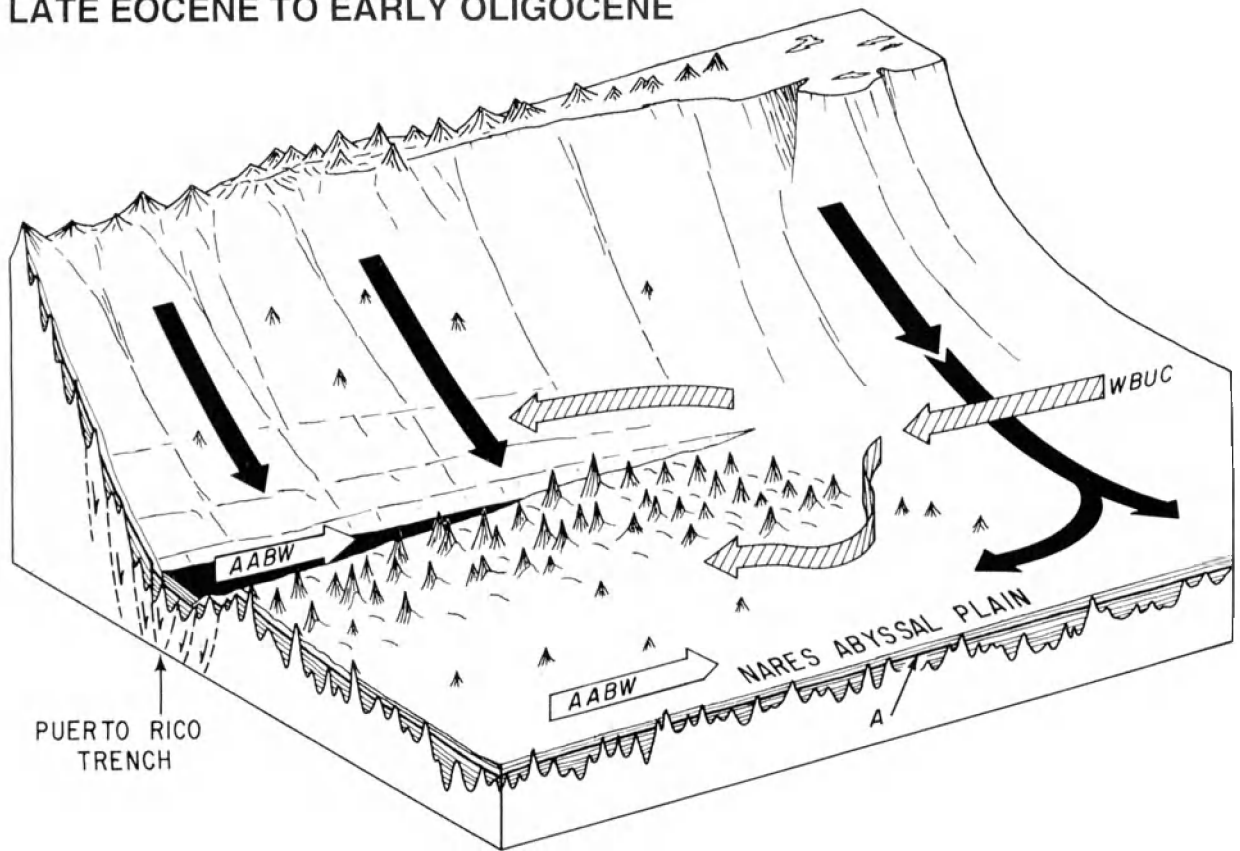 LATE EOCENE TO EARLY OLIGOCENE
WBUC
AABW
NARES ABYSSAL PLAIN
AABW
A
PUERTO RICO
TRENCH